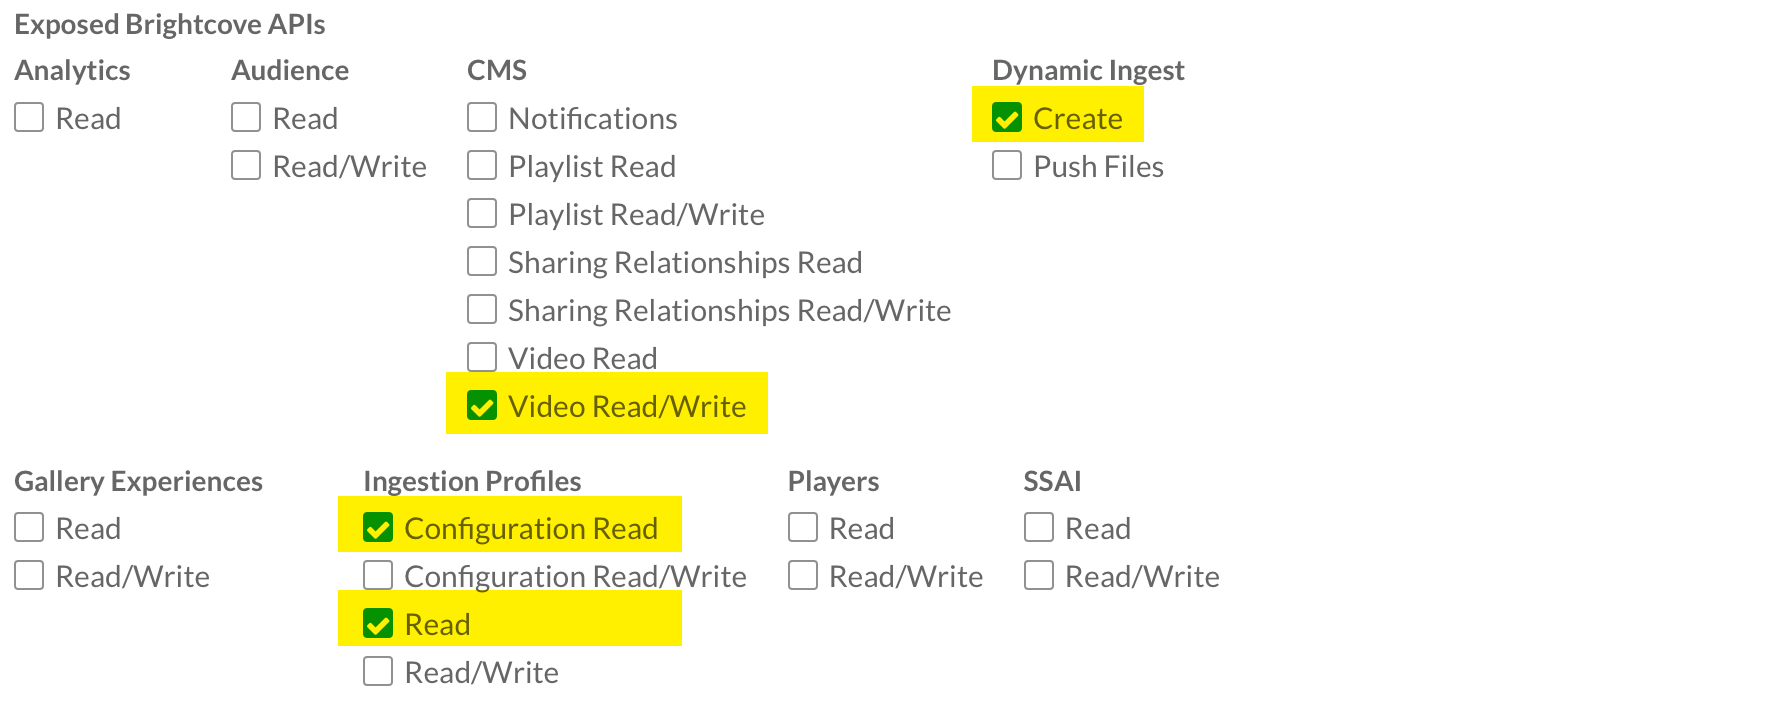 Exposed Brightcove APIs
Analytics Audience CMS Dynamic Ingest
Read Read Notifications Create
Read/Write Playlist Read Push Files
Playlist Read/Write
Sharing Relationships Read
Sharing Relationships Read/Write
Video Read
Video Read/Write
Gallery Experiences Ingestion Profiles Players SSAI
Read Configuration Read Read Read
Read/Write Configuration Read/Write Read/Write Read/Write
Read
Read/Write